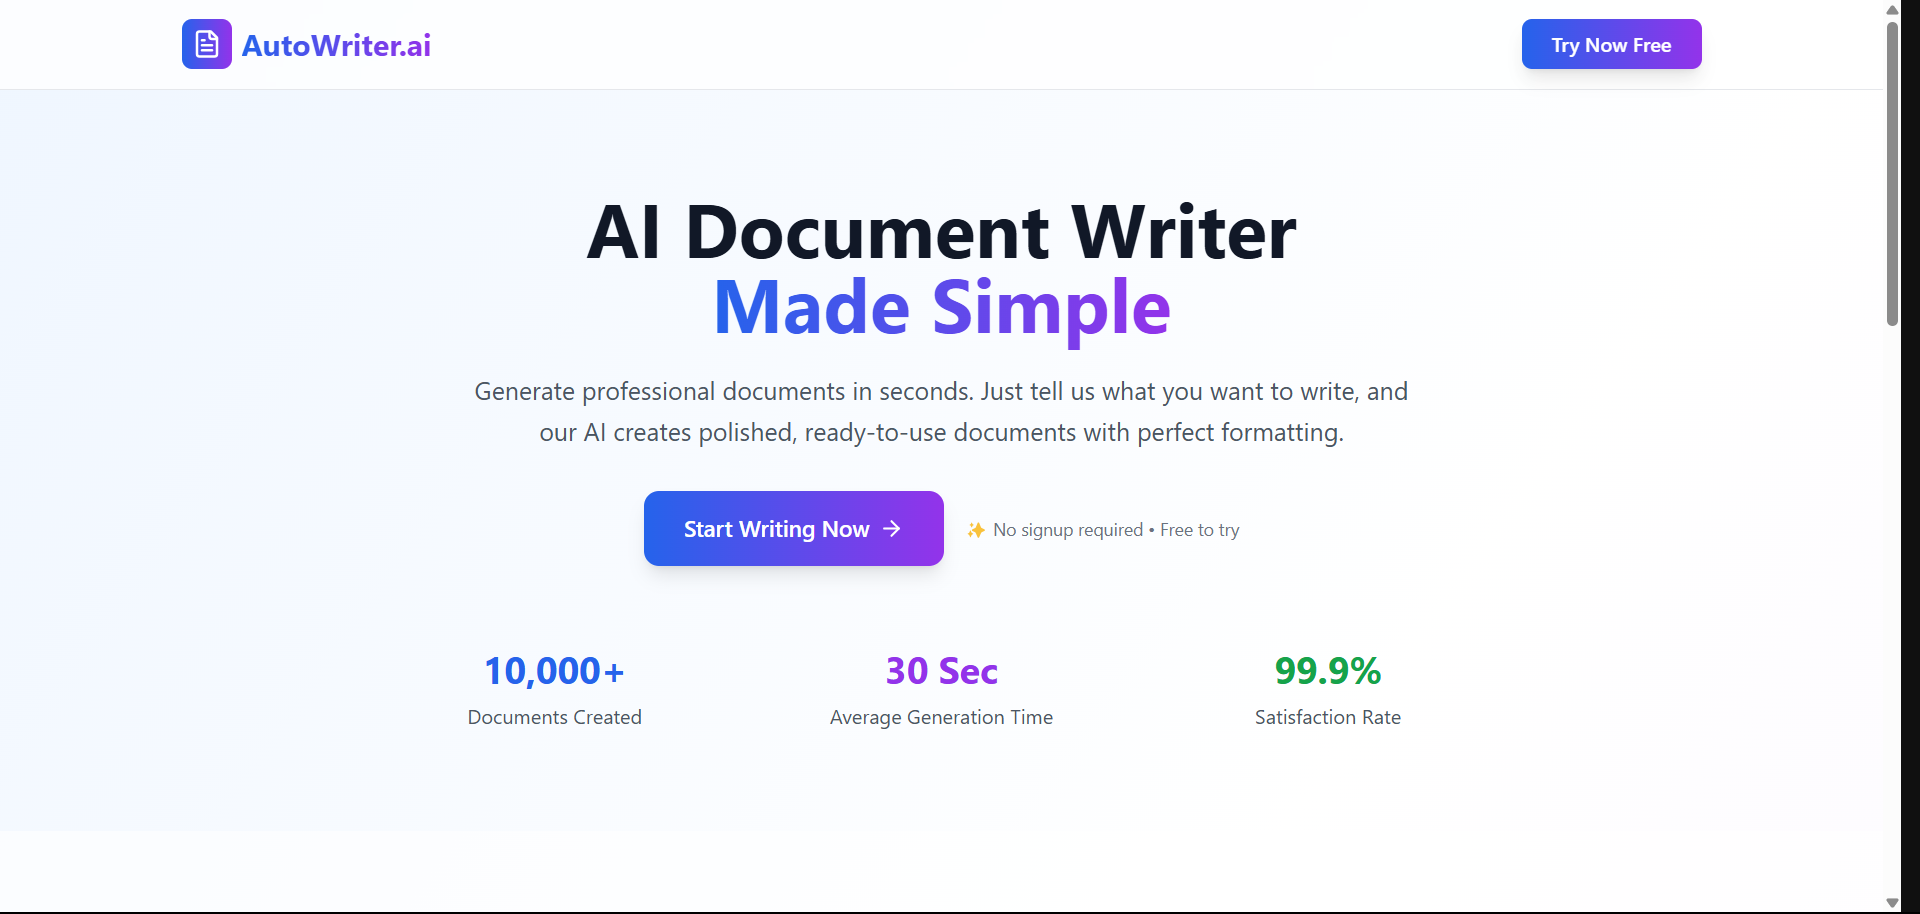 AutoWriter.ai
Try Now Free
AI Document Writer
Made Simple
Generate professional documents in seconds. Just tell us what you want to write, and
our AI creates polished, ready-to-use documents with perfect formatting.
Start Writing Now →
✨ No signup required • Free to try
10,000+
Documents Created
30 Sec
Average Generation Time
99.9%
Satisfaction Rate